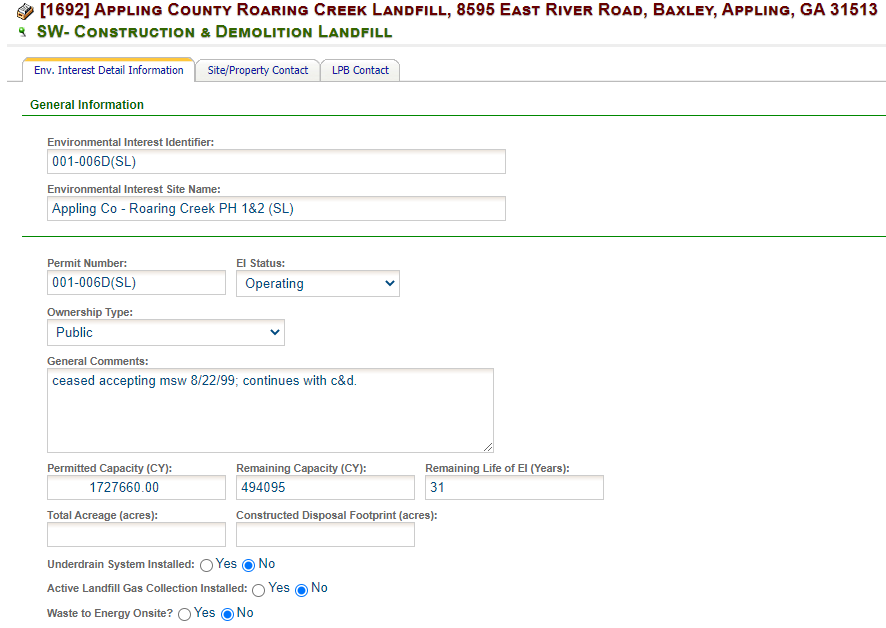 [1692] Appling County Roaring Creek Landfill, 8595 East River Road, Baxley, Appling, GA 31513
SW- Construction & Demolition Landfill
Env. Interest Detail Information Site/Property Contact LPB Contact
General Information
Environmental Interest Identifier:
001-006D(SL)
Environmental Interest Site Name:
Appling Co - Roaring Creek PH 1&2 (SL)
Permit Number: EI Status:
001-006D(SL) Operating
Ownership Type:
Public
General Comments:
ceased accepting msw 8/22/99; continues with c&d.
Permitted Capacity (CY): Remaining Capacity (CY): Remaining Life of EI (Years):
1727660.00 494095 31
Total Acreage (acres): Constructed Disposal Footprint (acres):
Underdrain System Installed: Yes No
Active Landfill Gas Collection Installed: Yes No
Waste to Energy Onsite? Yes No